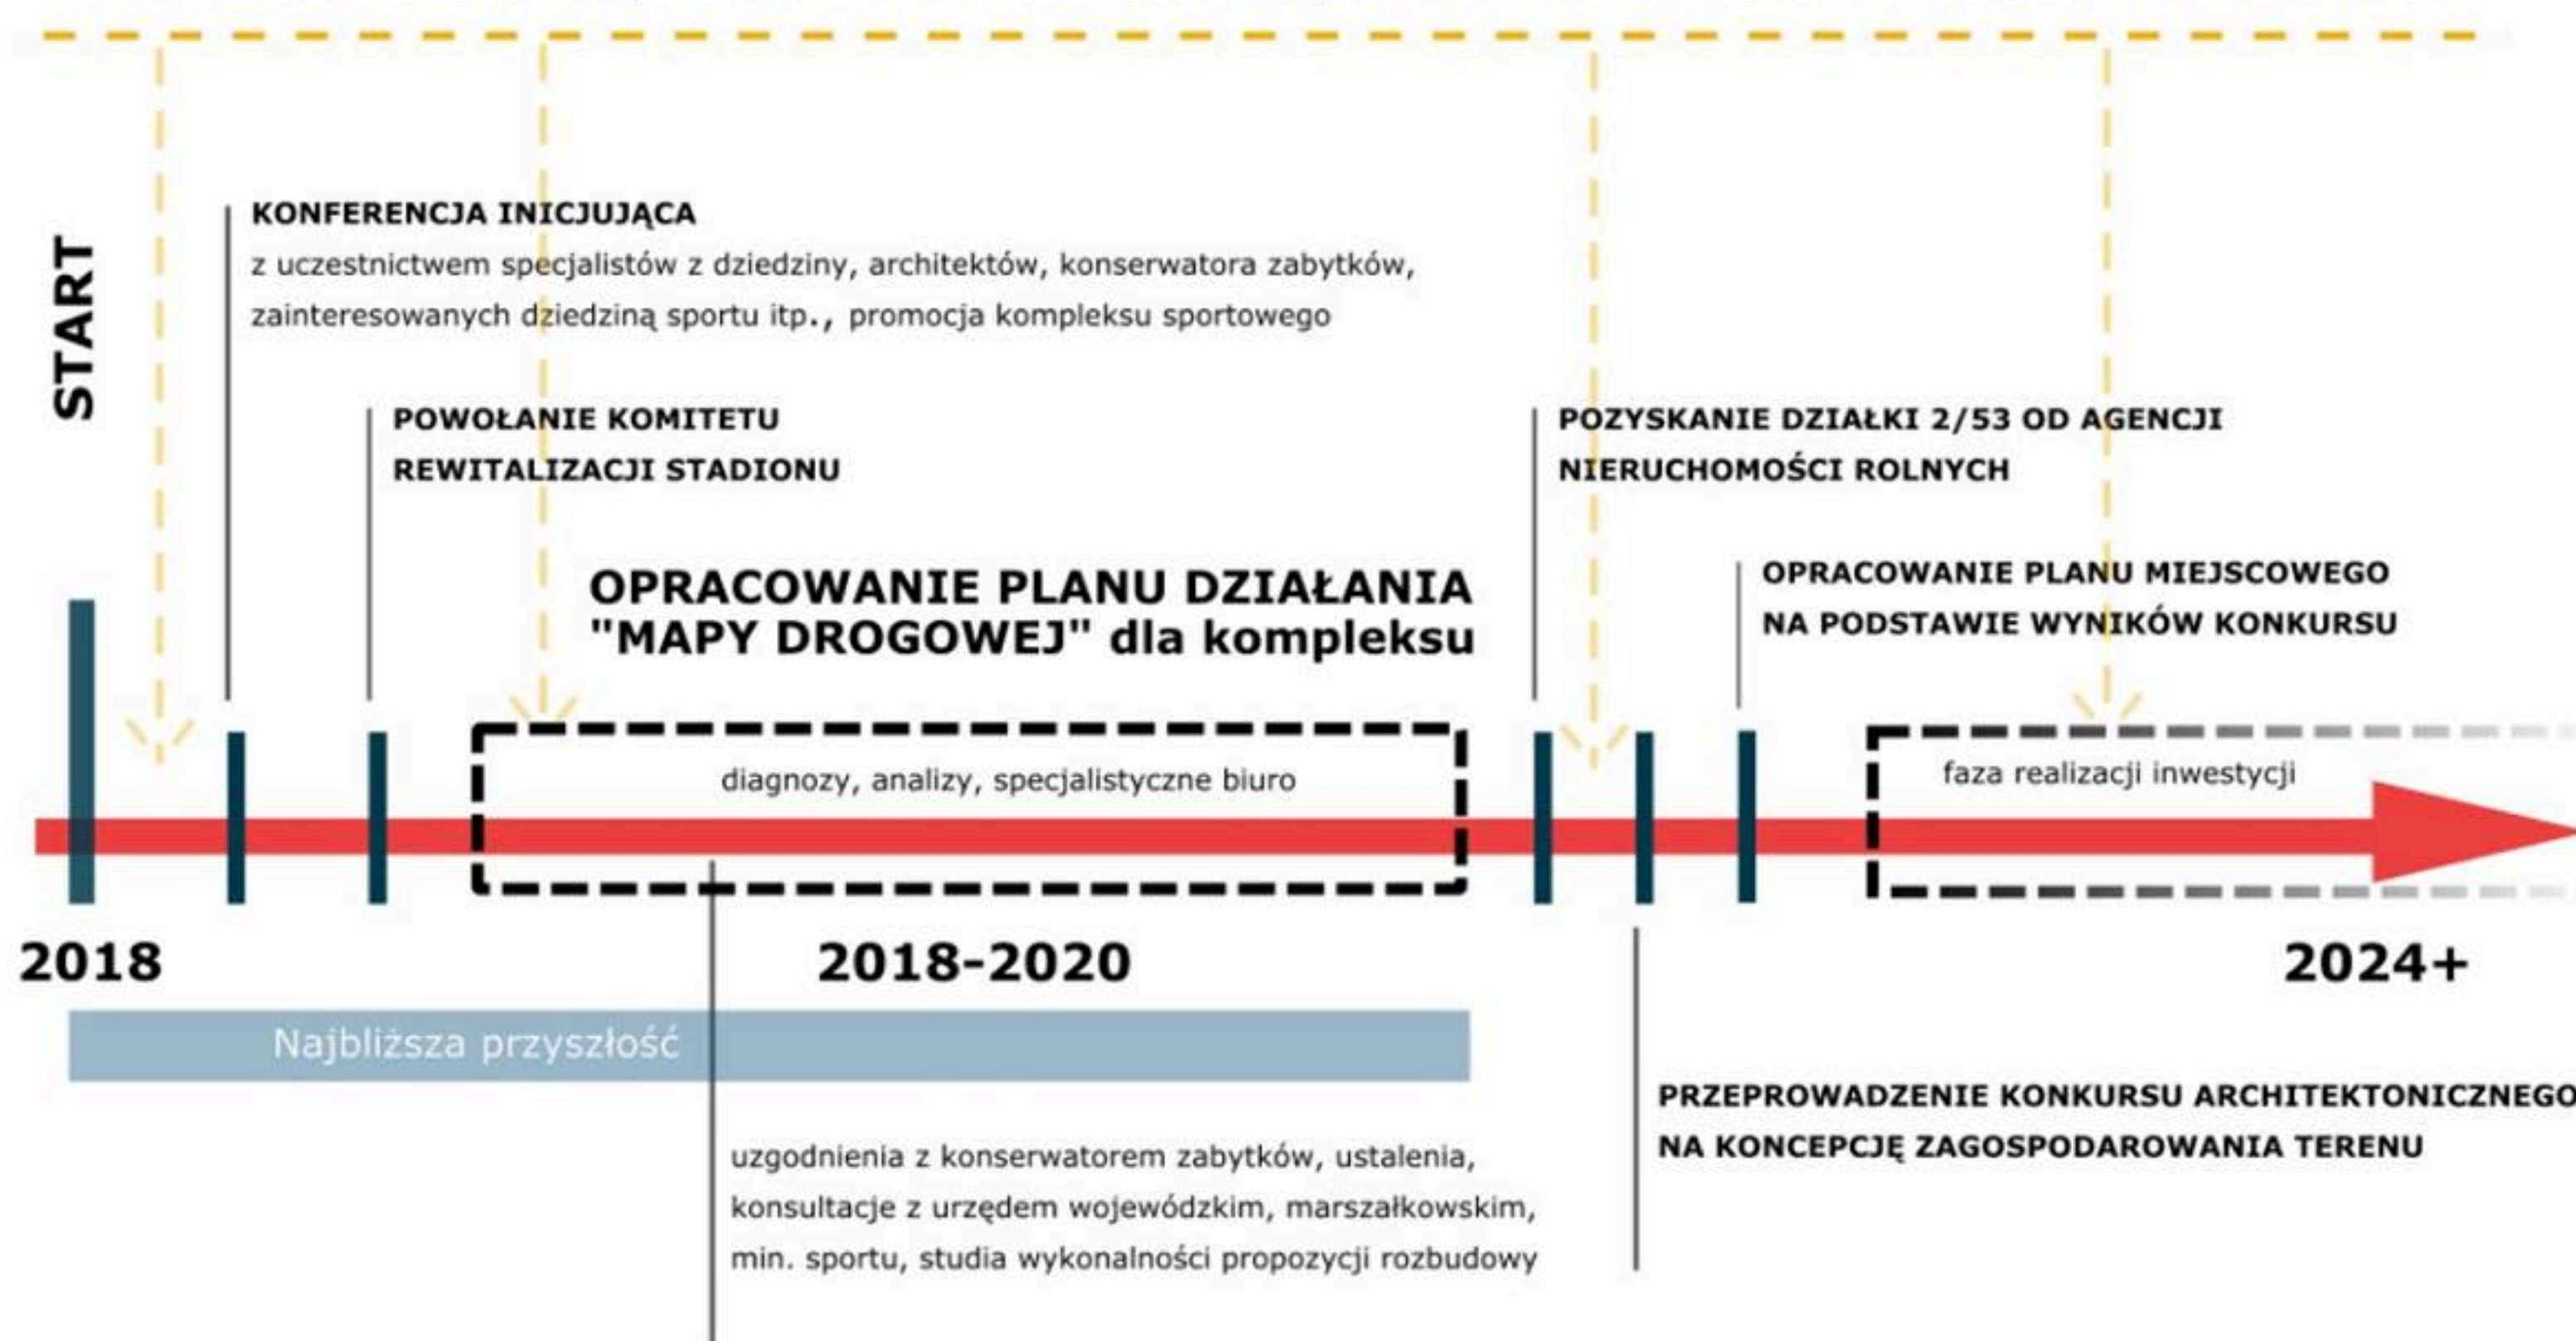 START
KONFERENCJA INICJUJĄCA
z uczestnictwem specjalistów z dziedziny, architektów, konserwatora zabytków,
zainteresowanych dziedziną sportu itp., promocja kompleksu sportowego
POWOŁANIE KOMITETU
REWITALIZACJI STADIONU
POZYSKANIE DZIAŁKI 2/53 OD AGENCJI
NIERUCHOMOŚCI ROLNYCH
OPRACOWANIE PLANU DZIAŁANIA
"MAPY DROGOWEJ" dla kompleksu
OPRACOWANIE PLANU MIEJSCOWEGO
NA PODSTAWIE WYNIKÓW KONKURSU
diagnozy, analizy, specjalistyczne biuro
faza realizacji inwestycji
2018
2018-2020
2024+
Najbliższa przyszłość
PRZEPROWADZENIE KONKURSU ARCHITEKTONICZNEGO
NA KONCEPCJĘ ZAGOSPODAROWANIA TERENU
uzgodnienia z konserwatorem zabytków, ustalenia,
konsultacje z urzędem wojewódzkim, marszałkowskim,
min. sportu, studia wykonalności propozycji rozbudowy